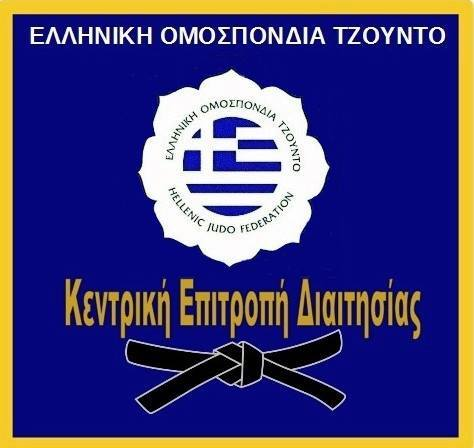 ΕΛΛΗΝΙΚΗ ΟΜΟΣΠΟΝΔΙΑ ΤΖΟΥΝΤΟ
ΕΛΛΗΝΙΚΗ ΟΜΟΣΠΟΝΔΙΑ ΤΖΟΥΝΤΟ
HELLENIC JUDO FEDERATION
Κεντρική Επιτροπή Διαιτησίας